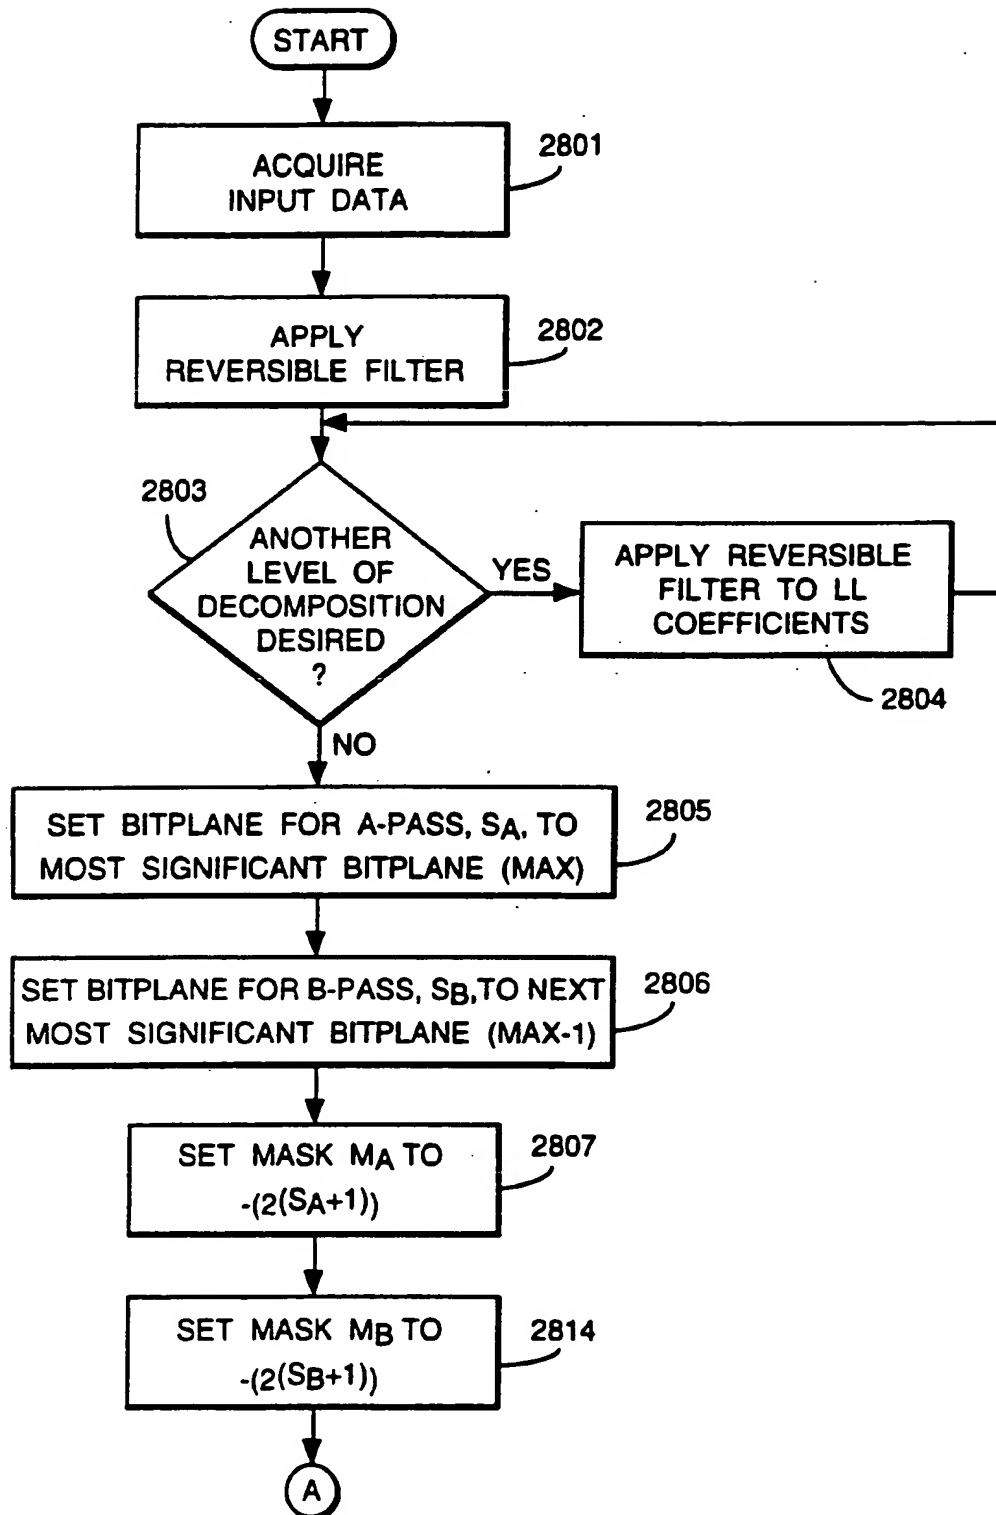 START
ACQUIRE
INPUT DATA
2801
APPLY
REVERSIBLE FILTER
2802
2803
ANOTHER
LEVEL OF
DECOMPOSITION
DESIRED
?
YES
APPLY REVERSIBLE
FILTER TO LL
COEFFICIENTS
2804
NO
SET BITPLANE FOR A-PASS, SA, TO
MOST SIGNIFICANT BITPLANE (MAX)
2805
SET BITPLANE FOR B-PASS, SB, TO NEXT
MOST SIGNIFICANT BITPLANE (MAX-1)
2806
SET MASK MA TO
-(2(SA+1))
2807
SET MASK MB TO
-(2(SB+1))
2814
A